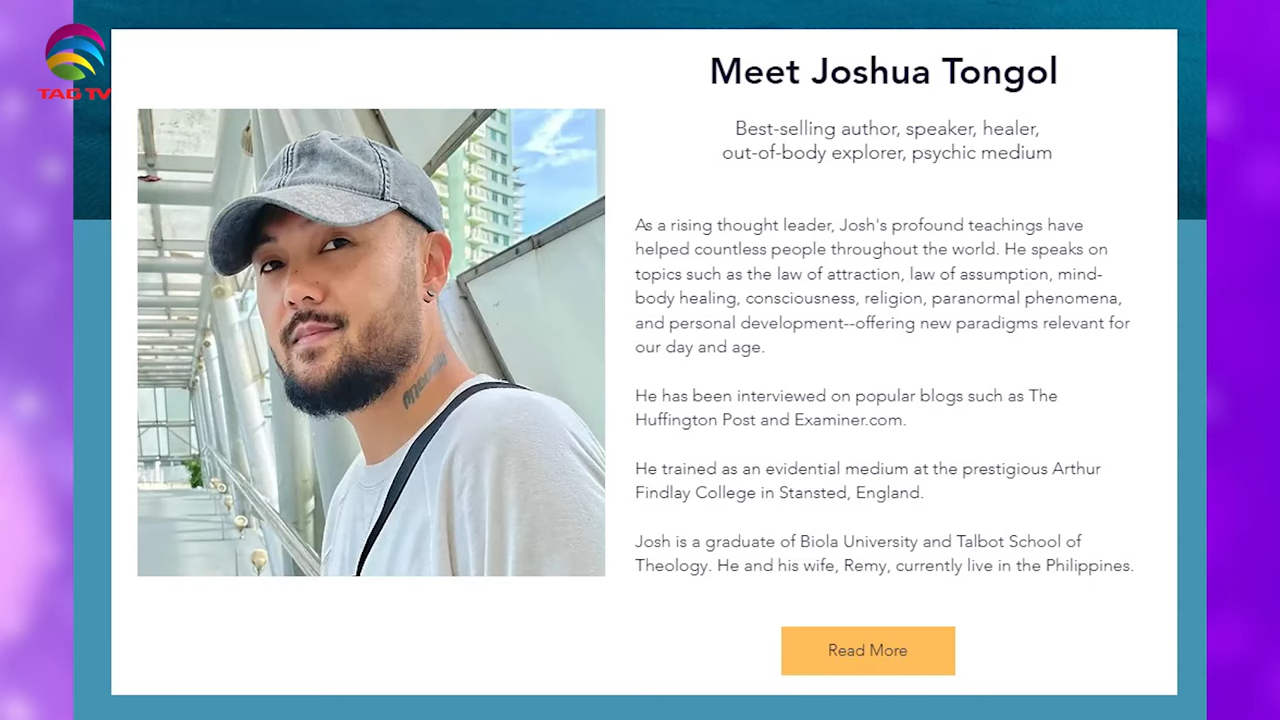 TAG TV
Meet Joshua Tongol
Best-selling author, speaker, healer,
out-of-body explorer, psychic medium
As a rising thought leader, Josh's profound teachings have
helped countless people throughout the world. He speaks on
topics such as the law of attraction, law of assumption, mind-
body healing, consciousness, religion, paranormal phenomena,
and personal development--offering new paradigms relevant for
our day and age.
He has been interviewed on popular blogs such as The
Huffington Post and Examiner.com.
He trained as an evidential medium at the prestigious Arthur
Findlay College in Stansted, England.
Josh is a graduate of Biola University and Talbot School of
Theology. He and his wife, Remy, currently live in the Philippines.
Read More